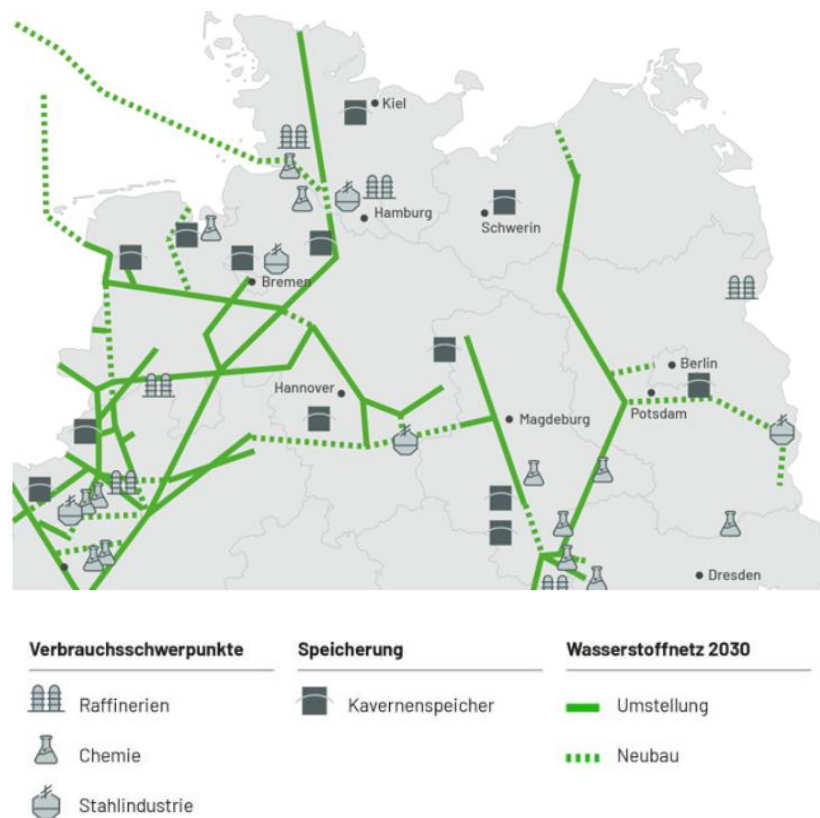 Kiel
Hamburg
Schwerin
Bremen
Berlin
Hannover
Potsdam
Magdeburg
Dresden
Verbrauchsschwerpunkte
Speicherung
Wasserstoffnetz 2030
Raffinerien
Kavernenspeicher
Umstellung
Chemie
Neubau
Stahlindustrie